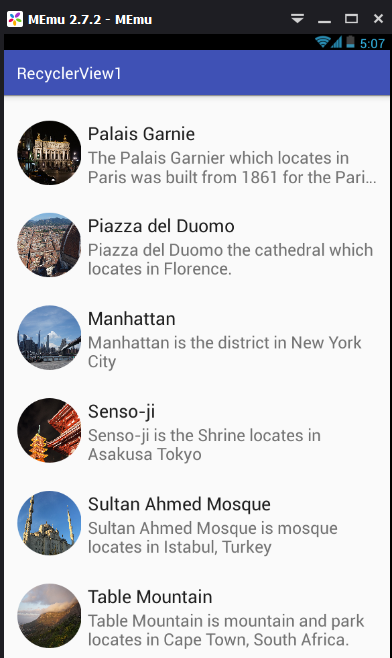 MEmu 2.7.2 - MEmu
5:07
RecyclerView1
Palais Garnie
The Palais Garnier which locates in
Paris was built from 1861 for the Pari...
Piazza del Duomo
Piazza del Duomo the cathedral which
locates in Florence.
Manhattan
Manhattan is the district in New York
City
Senso-ji
Senso-ji is the Shrine locates in
Asakusa Tokyo
Sultan Ahmed Mosque
Sultan Ahmed Mosque is mosque
locates in Istabul, Turkey
Table Mountain
Table Mountain is mountain and park
locates in Cape Town, South Africa.